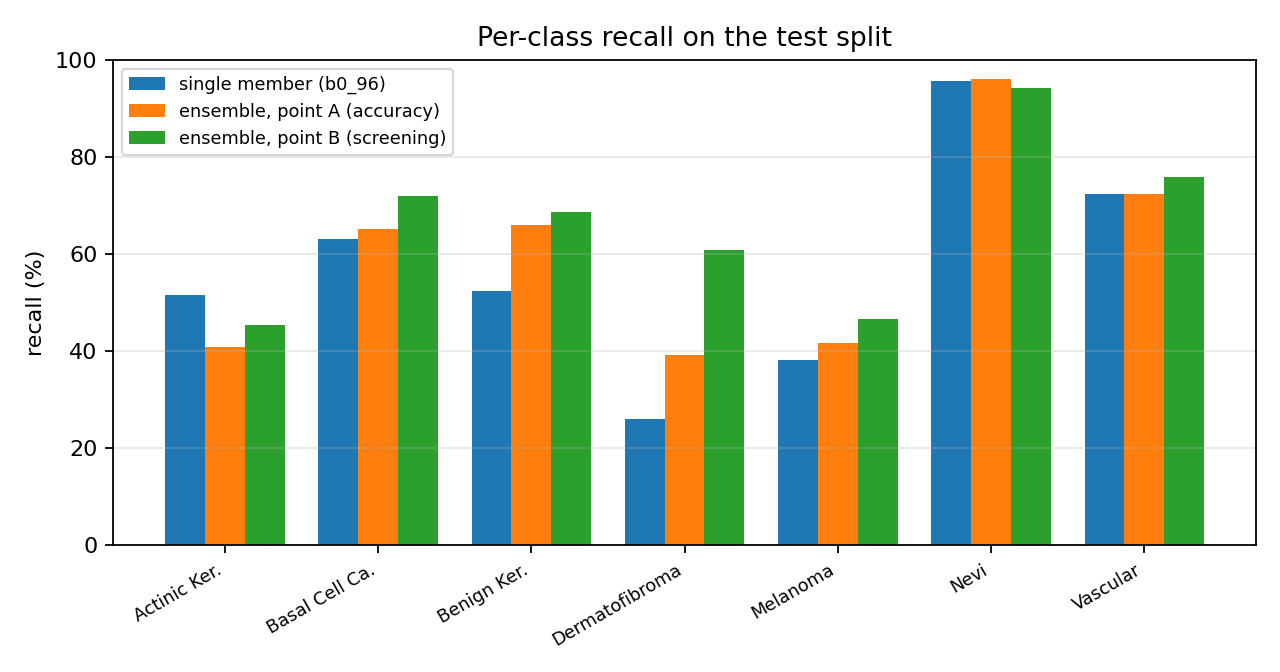 Per-class recall on the test split
100
80
60
40
20
0
recall (%)
single member (b0_96)
ensemble, point A (accuracy)
ensemble, point B (screening)
Actinic Ker.
Basal Cell Ca.
Benign Ker.
Dermatofibroma
Melanoma
Nevi
Vascular